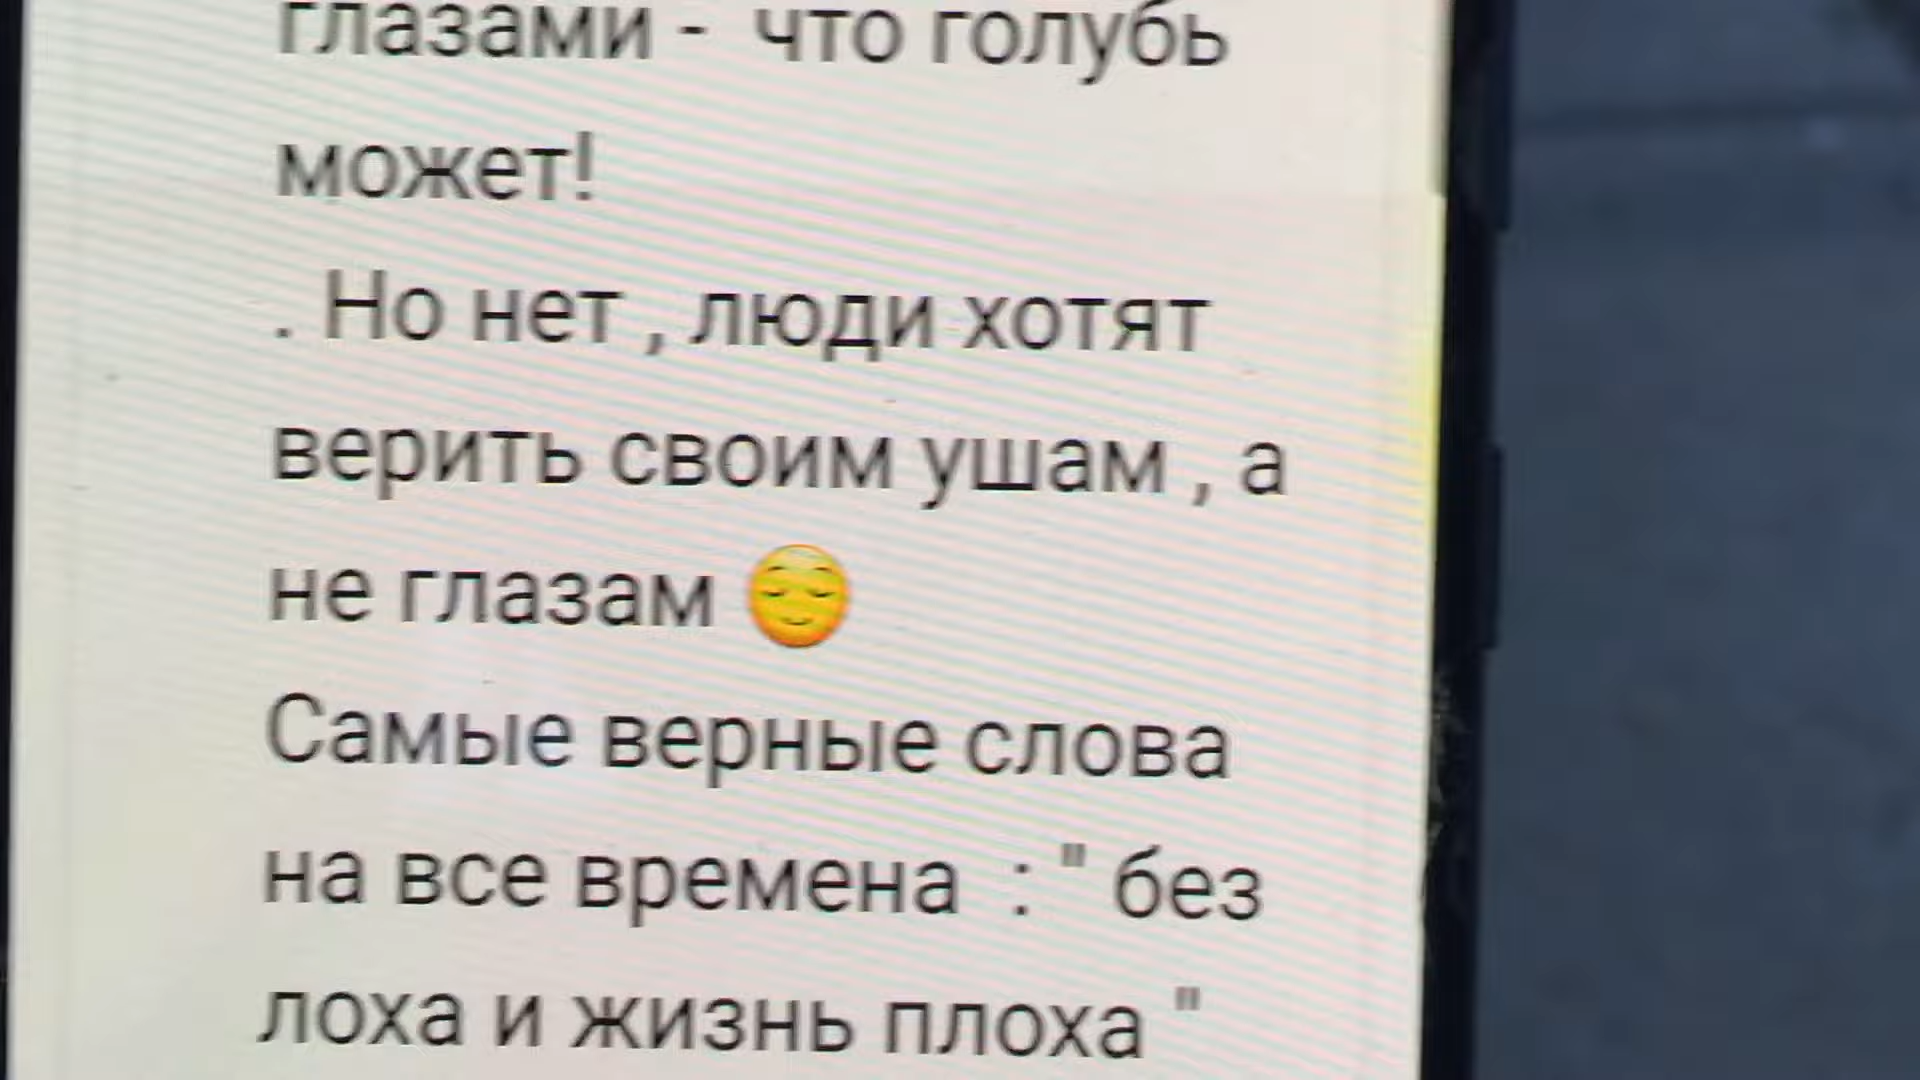 глазами -  что голубь
может!
. Но нет , люди хотят
верить своим ушам , а
не глазам 😌
Самые верные слова
на все времена  : " без
лоха и жизнь плоха "